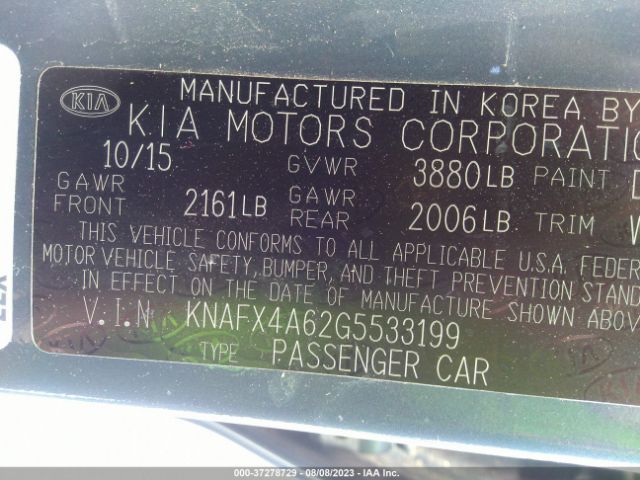 KIA
MANUFACTURED IN KOREA BY
KIA MOTORS CORPORATIO
10/15 GVWR 3880LB PAINT
GAWR FRONT 2161LB GAWR REAR 2006LB TRIM
THIS VEHICLE CONFORMS TO ALL APPLICABLE U.S.A. FEDER
MOTOR VEHICLE SAFETY, BUMPER, AND THEFT PREVENTION STAND
IN EFFECT ON THE DATE OF MANUFACTURE SHOWN ABOV
V.I.N. KNAFX4A62G5533199
TYPE PASSENGER CAR
000-37278729 - 08/08/2023 - ©IAA Inc.